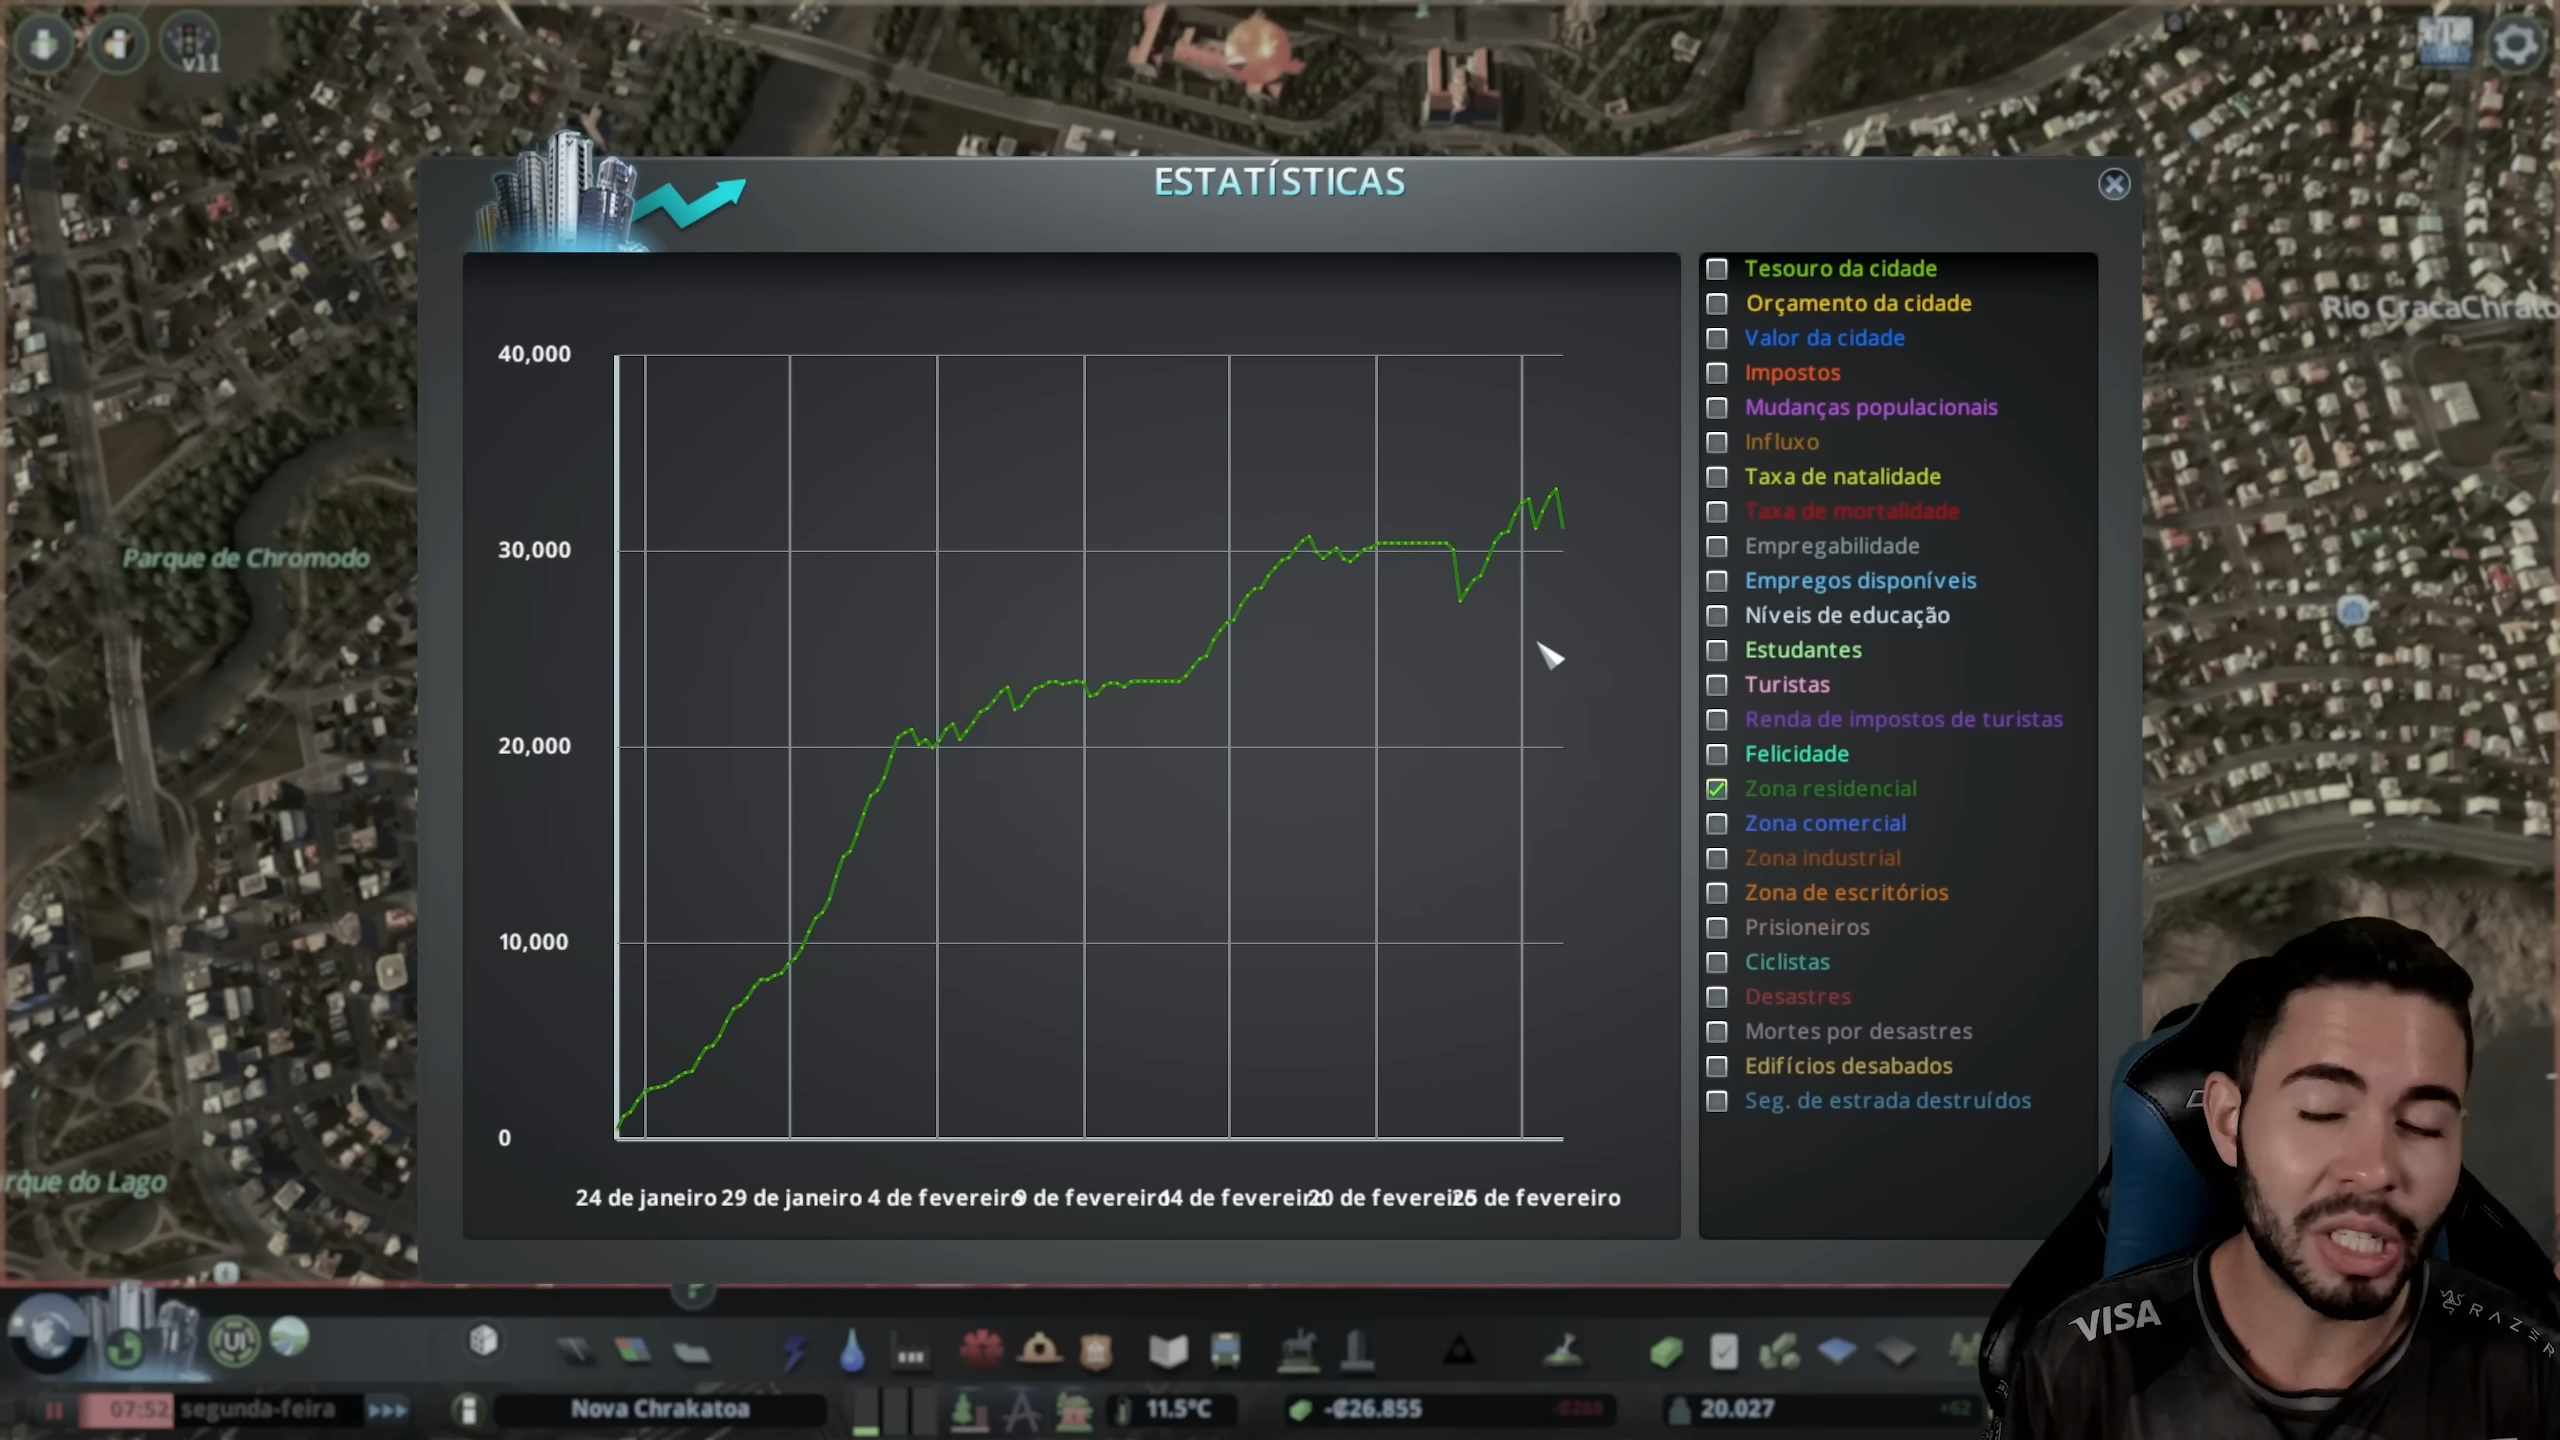 v11
ESTATÍSTICAS
40,000
30,000
20,000
10,000
0
24 de janeiro
29 de janeiro
4 de fevereiro
9 de fevereiro
14 de fevereiro
20 de fevereiro
25 de fevereiro
Tesouro da cidade
Orçamento da cidade
Valor da cidade
Impostos
Mudanças populacionais
Influxo
Taxa de natalidade
Taxa de mortalidade
Empregabilidade
Empregos disponíveis
Níveis de educação
Estudantes
Turistas
Renda de impostos de turistas
Felicidade
Zona residencial
Zona comercial
Zona industrial
Zona de escritórios
Prisioneiros
Ciclistas
Desastres
Mortes por desastres
Edifícios desabados
Seg. de estrada destruídos
Parque de Chromodo
rque do Lago
VISA
RAZER
UI
07:52 segunda-feira
Nova Chrakatoa
11.5°C
-₡26.855
-₡268
20.027
+62